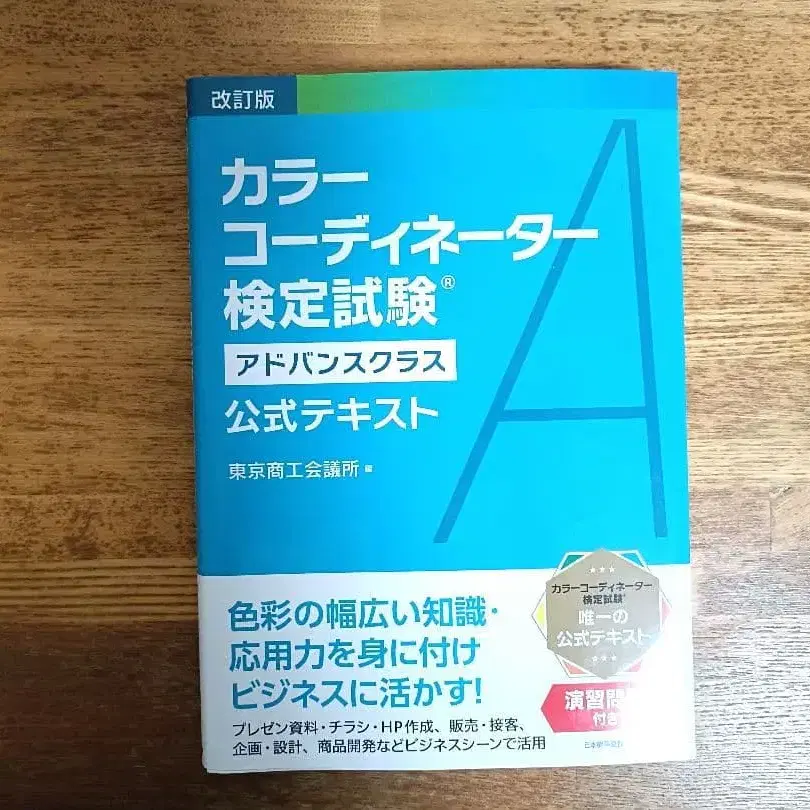 改訂版
カラー
コーディネーター
検定試験®
アドバンスクラス
公式テキスト
東京商工会議所 編
A
色彩の幅広い知識・
応用力を身に付け
ビジネスに活かす!
プレゼン資料・チラシ・HP作成、販売・接客、
企画・設計、商品開発などビジネスシーンで活用
カラーコーディネーター
検定試験®
唯一の
公式テキスト
演習問
付き